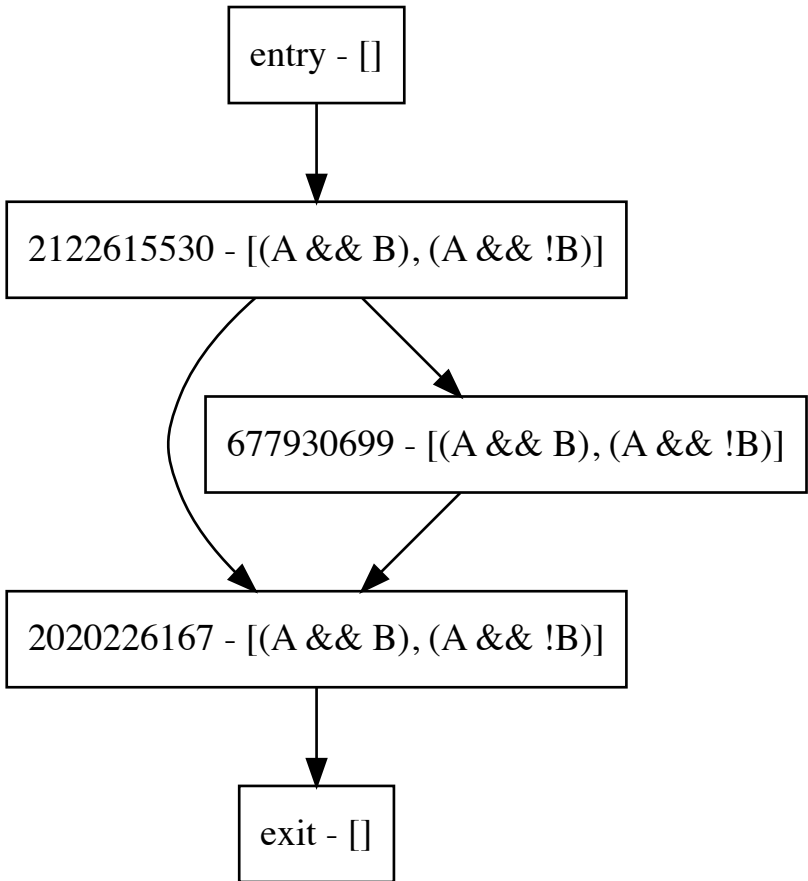 entry - []
2122615530 - [(A && B), (A && !B)]
677930699 - [(A && B), (A && !B)]
2020226167 - [(A && B), (A && !B)]
exit - []